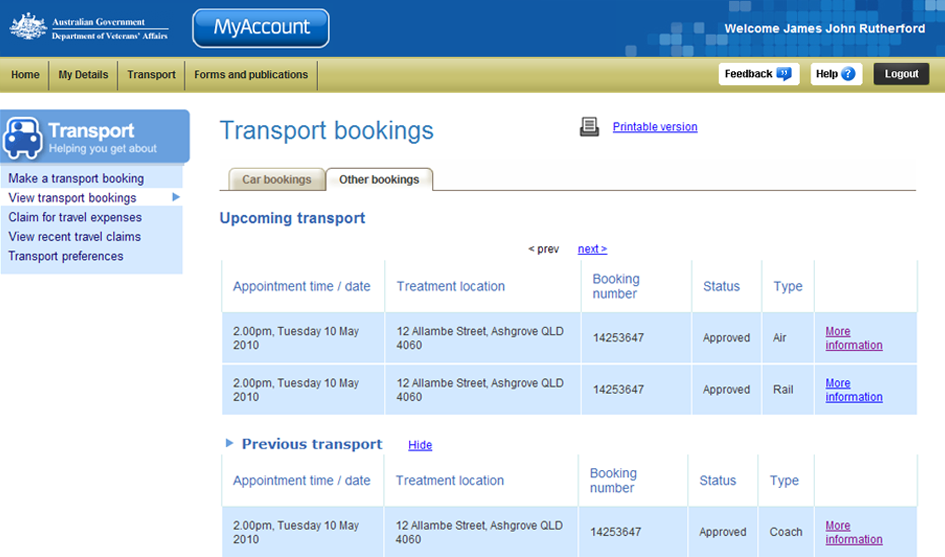 Australian Government
Department of Veterans' Affairs
MyAccount
Welcome James John Rutherford
Home
My Details
Transport
Forms and publications
Feedback
Help ?
Logout
Transport
Helping you get about
Make a transport booking
View transport bookings
Claim for travel expenses
View recent travel claims
Transport preferences
Transport bookings
Printable version
Car bookings
Other bookings
Upcoming transport
< prev next >
Appointment time / date
Treatment location
Booking
number
Status
Type
2.00pm, Tuesday 10 May
2010
12 Allambe Street, Ashgrove QLD
4060
14253647
Approved
Air
More
information
2.00pm, Tuesday 10 May
2010
12 Allambe Street, Ashgrove QLD
4060
14253647
Approved
Rail
More
information
Previous transport
Hide
Appointment time / date
Treatment location
Booking
number
Status
Type
2.00pm, Tuesday 10 May
2010
12 Allambe Street, Ashgrove QLD
4060
14253647
Approved
Coach
More
information